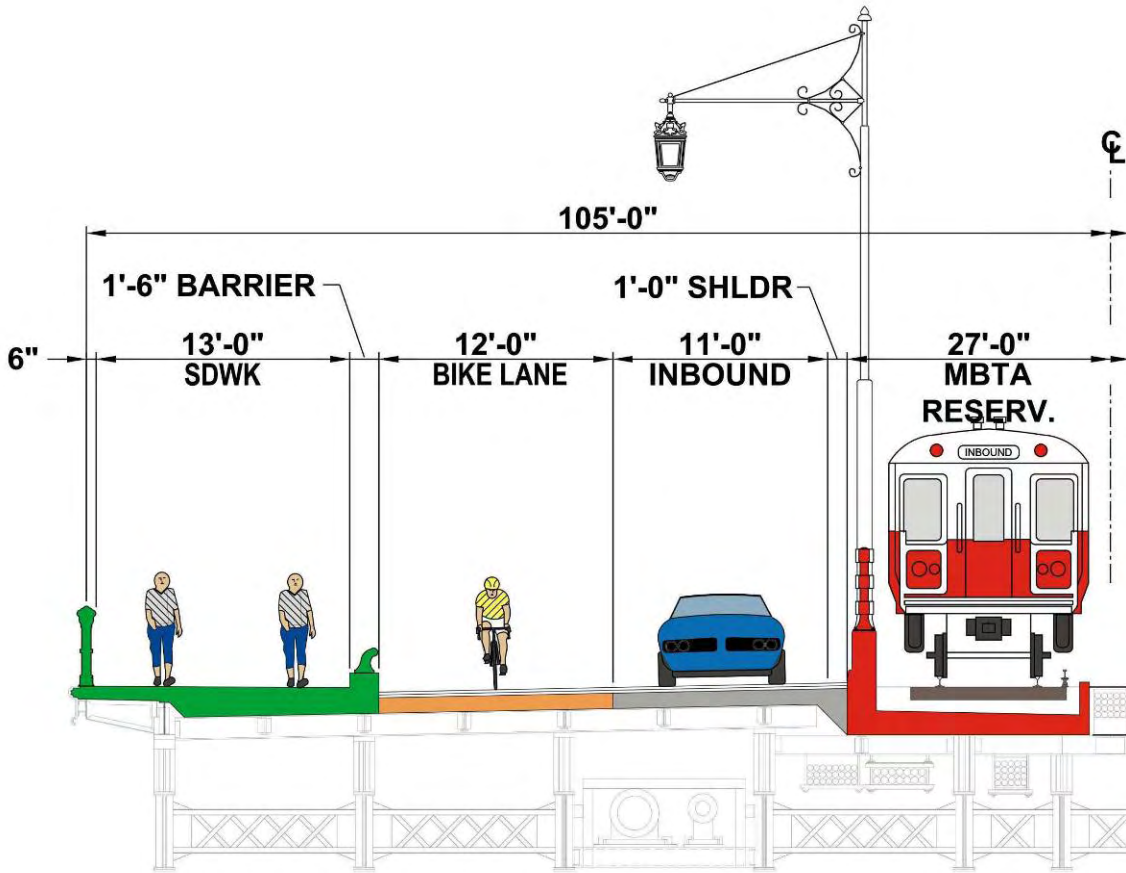 ℄
105'-0"
1'-6" BARRIER
1'-0" SHLDR
6"
13'-0"
SDWK
12'-0"
BIKE LANE
11'-0"
INBOUND
27'-0"
MBTA
RESERV.
INBOUND